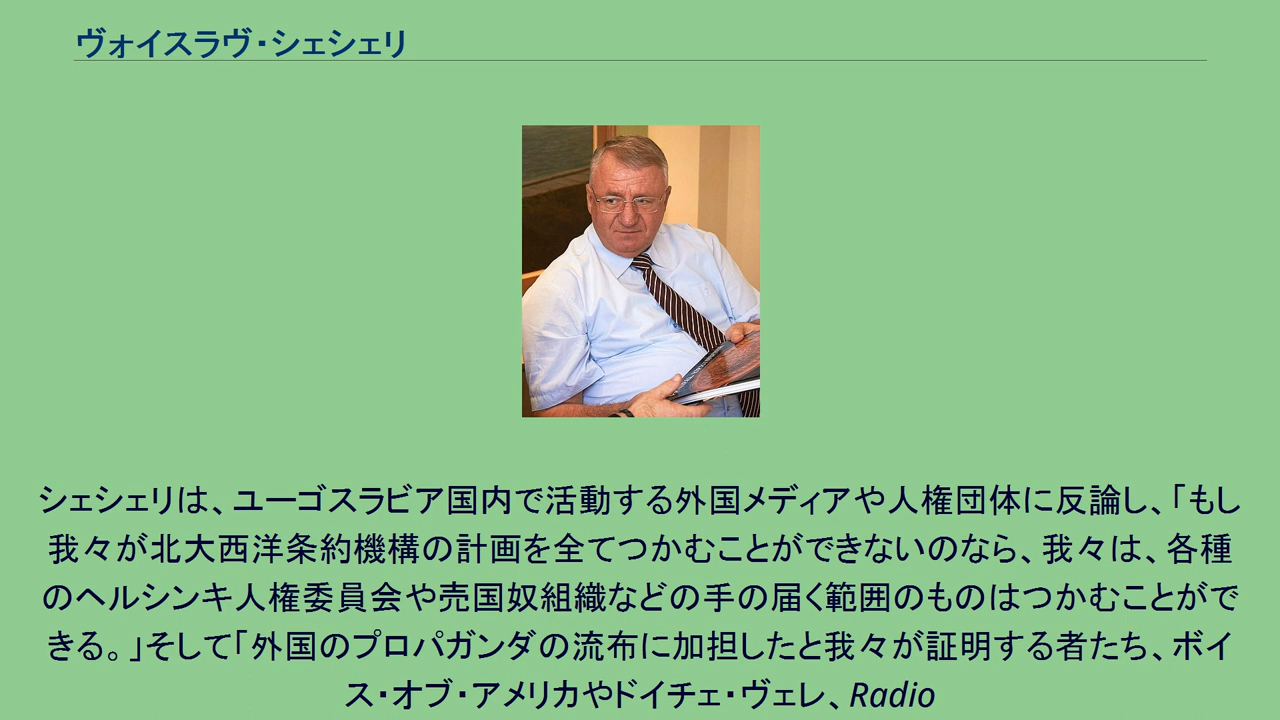 ヴォイスラヴ・シェシェリ
シェシェリは、ユーゴスラビア国内で活動する外国メディアや人権団体に反論し、「もし
我々が北大西洋条約機構の計画を全てつかむことができないのなら、我々は、各種
のヘルシンキ人権委員会や売国奴組織などの手の届く範囲のものはつかむことがで
きる。」そして「外国のプロパガンダの流布に加担したと我々が証明する者たち、ボイ
ス・オブ・アメリカやドイチェ・ヴェレ、Radio